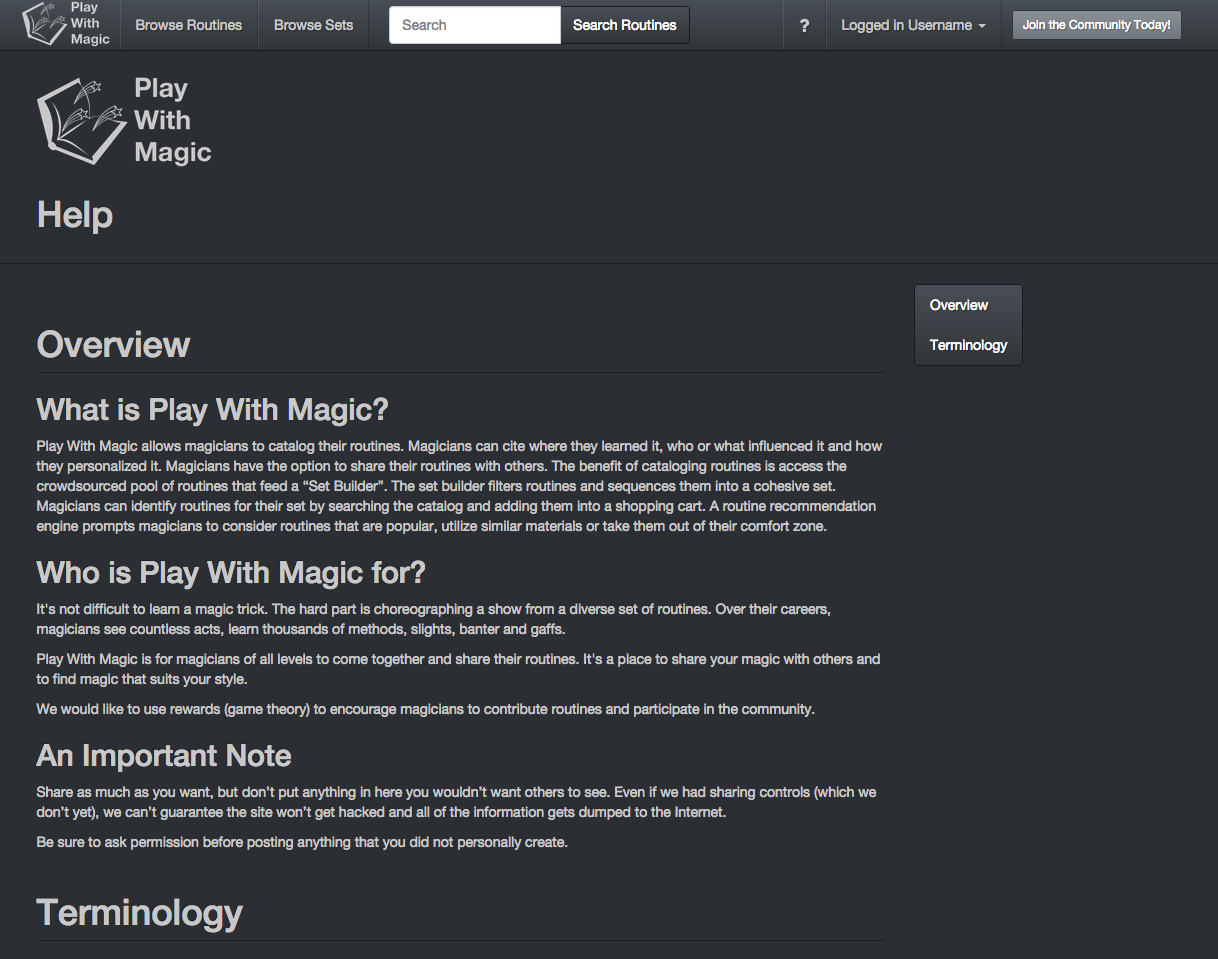 Play
With
Magic
Browse Routines
Browse Sets
Search
Search Routines
?
Logged in Username
Join the Community Today!
Play
With
Magic
Help
Overview
Terminology
Overview
What is Play With Magic?
Play With Magic allows magicians to catalog their routines. Magicians can cite where they learned it, who or what influenced it and how
they personalized it. Magicians have the option to share their routines with others. The benefit of cataloging routines is access the
crowdsourced pool of routines that feed a “Set Builder”. The set builder filters routines and sequences them into a cohesive set.
Magicians can identify routines for their set by searching the catalog and adding them into a shopping cart. A routine recommendation
engine prompts magicians to consider routines that are popular, utilize similar materials or take them out of their comfort zone.
Who is Play With Magic for?
It's not difficult to learn a magic trick. The hard part is choreographing a show from a diverse set of routines. Over their careers,
magicians see countless acts, learn thousands of methods, slights, banter and gaffs.
Play With Magic is for magicians of all levels to come together and share their routines. It's a place to share your magic with others and
to find magic that suits your style.
We would like to use rewards (game theory) to encourage magicians to contribute routines and participate in the community.
An Important Note
Share as much as you want, but don’t put anything in here you wouldn’t want others to see. Even if we had sharing controls (which we
don’t yet), we can’t guarantee the site won’t get hacked and all of the information gets dumped to the Internet.
Be sure to ask permission before posting anything that you did not personally create.
Terminology